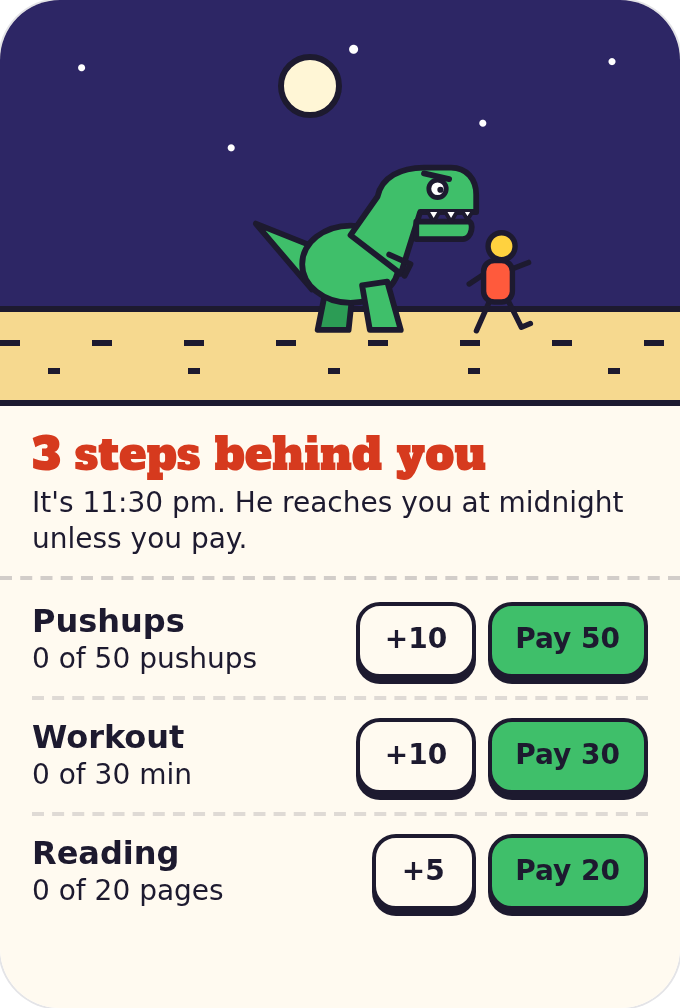 3 steps behind you
It's 11:30 pm. He reaches you at midnight
unless you pay.
Pushups
0 of 50 pushups
+10
Pay 50
Workout
0 of 30 min
+10
Pay 30
Reading
0 of 20 pages
+5
Pay 20